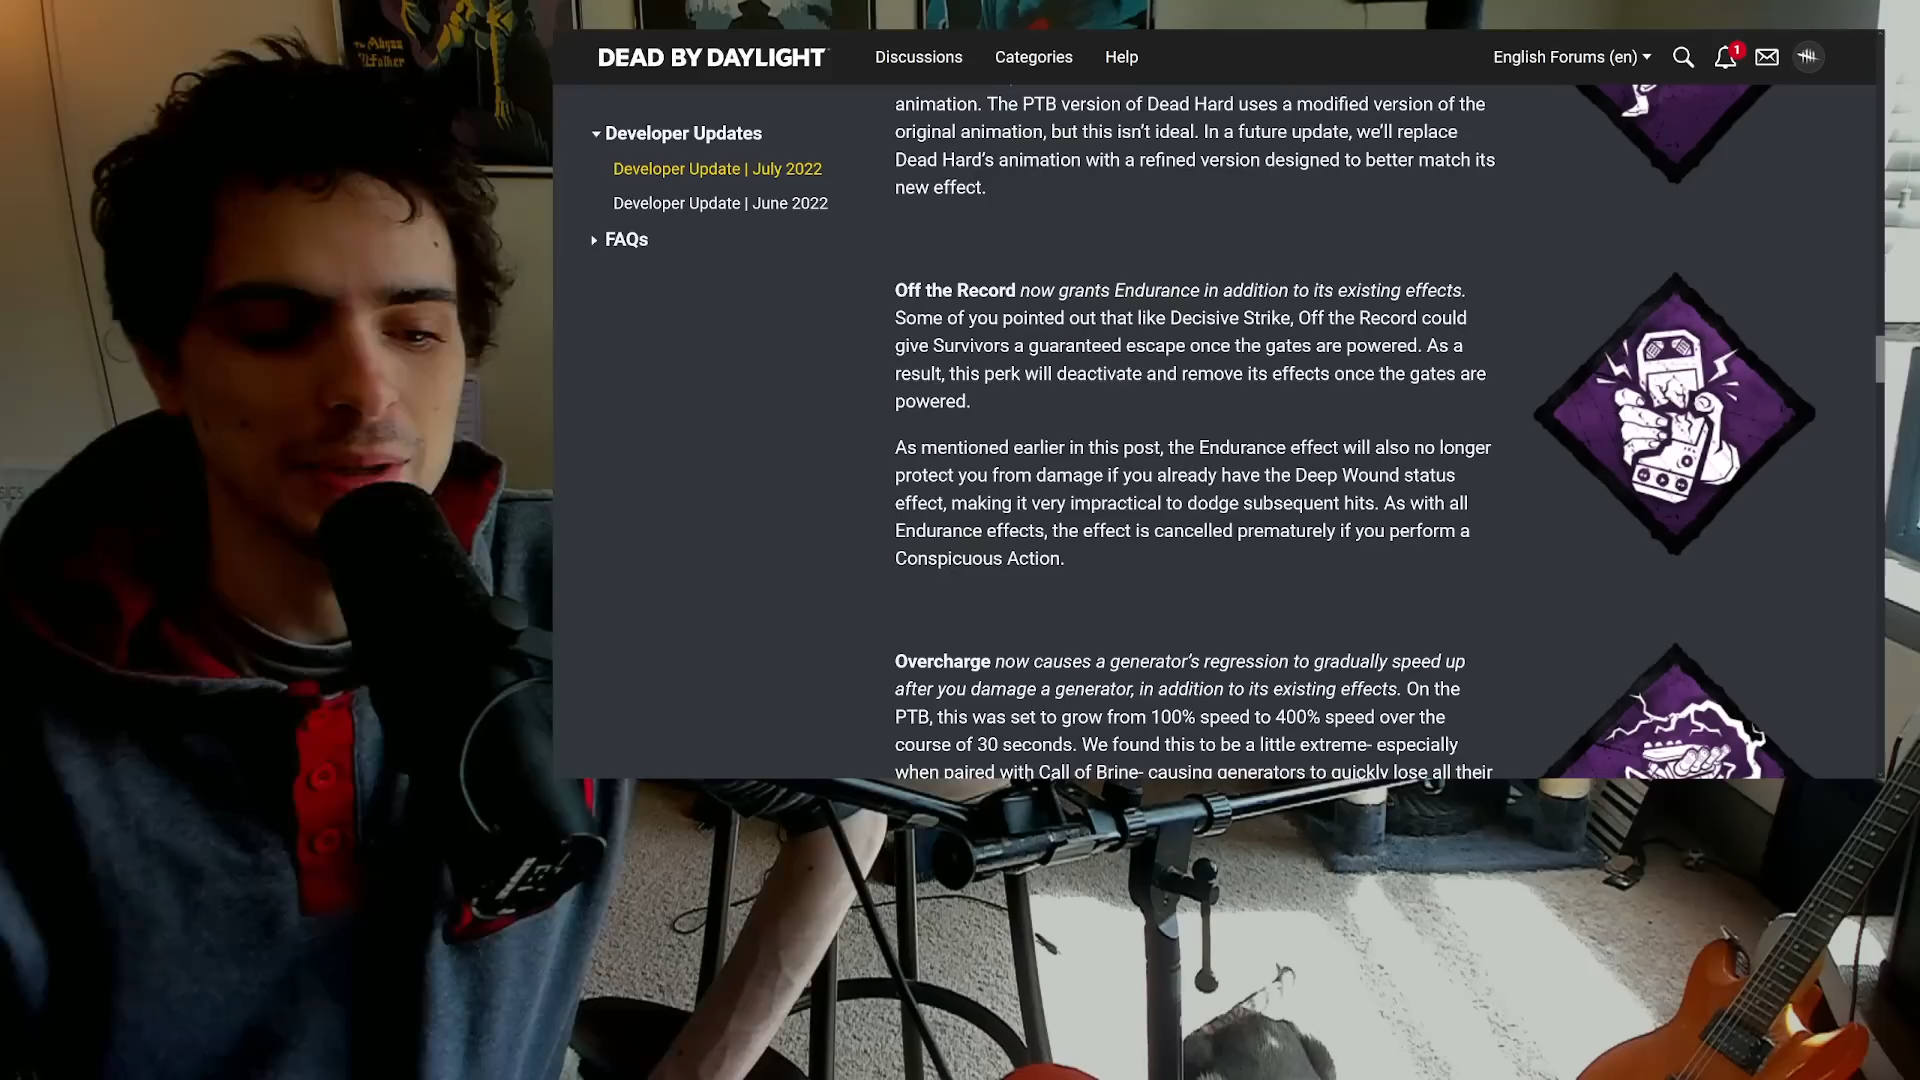 The Abyss
Father
DEAD BY DAYLIGHT
Discussions
Categories
Help
English Forums (en)
1
Developer Updates
Developer Update | July 2022
Developer Update | June 2022
FAQs
animation. The PTB version of Dead Hard uses a modified version of the
original animation, but this isn’t ideal. In a future update, we’ll replace
Dead Hard’s animation with a refined version designed to better match its
new effect.
Off the Record now grants Endurance in addition to its existing effects.
Some of you pointed out that like Decisive Strike, Off the Record could
give Survivors a guaranteed escape once the gates are powered. As a
result, this perk will deactivate and remove its effects once the gates are
powered.
As mentioned earlier in this post, the Endurance effect will also no longer
protect you from damage if you already have the Deep Wound status
effect, making it very impractical to dodge subsequent hits. As with all
Endurance effects, the effect is cancelled prematurely if you perform a
Conspicuous Action.
Overcharge now causes a generator’s regression to gradually speed up
after you damage a generator, in addition to its existing effects. On the
PTB, this was set to grow from 100% speed to 400% speed over the
course of 30 seconds. We found this to be a little extreme- especially
when paired with Call of Brine- causing generators to quickly lose all their